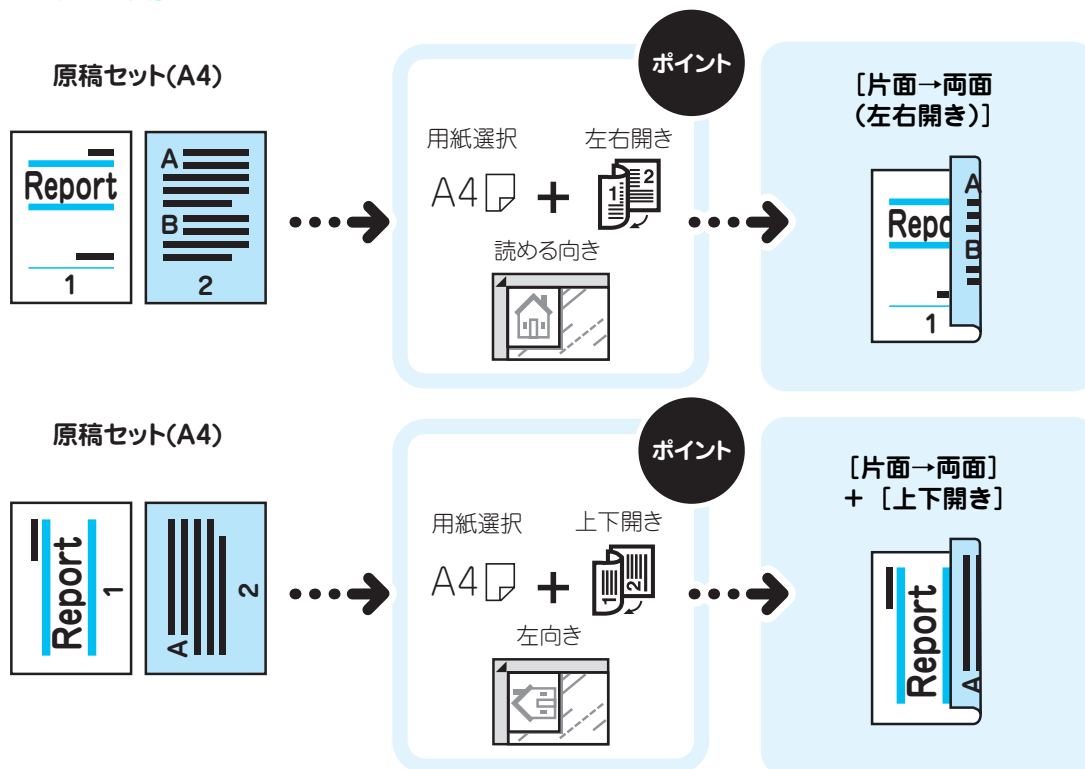 原稿セット(A4)
Report
1
A
B
2
ポイント
用紙選択
左右開き
A4
+
1
2
読める向き
[片面→両面
(左右開き)]
Repo
1
A
B
原稿セット(A4)
Report
1
A
2
ポイント
用紙選択
上下開き
A4
+
1
2
左向き
[片面→両面]
+ [上下開き]
Report
A